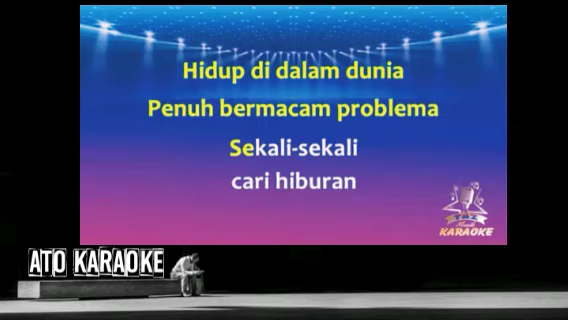 Hidup di dalam dunia
Penuh bermacam problema
Sekali-sekali
cari hiburan
KARAOKE
ATO KARAOKE